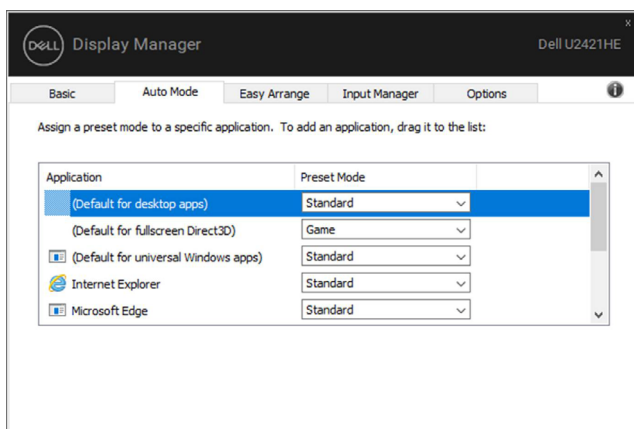 x
DELL Display Manager Dell U2421HE
Basic Auto Mode Easy Arrange Input Manager Options i
Assign a preset mode to a specific application. To add an application, drag it to the list:
Application Preset Mode
(Default for desktop apps) Standard
(Default for fullscreen Direct3D) Game
(Default for universal Windows apps) Standard
Internet Explorer Standard
Microsoft Edge Standard